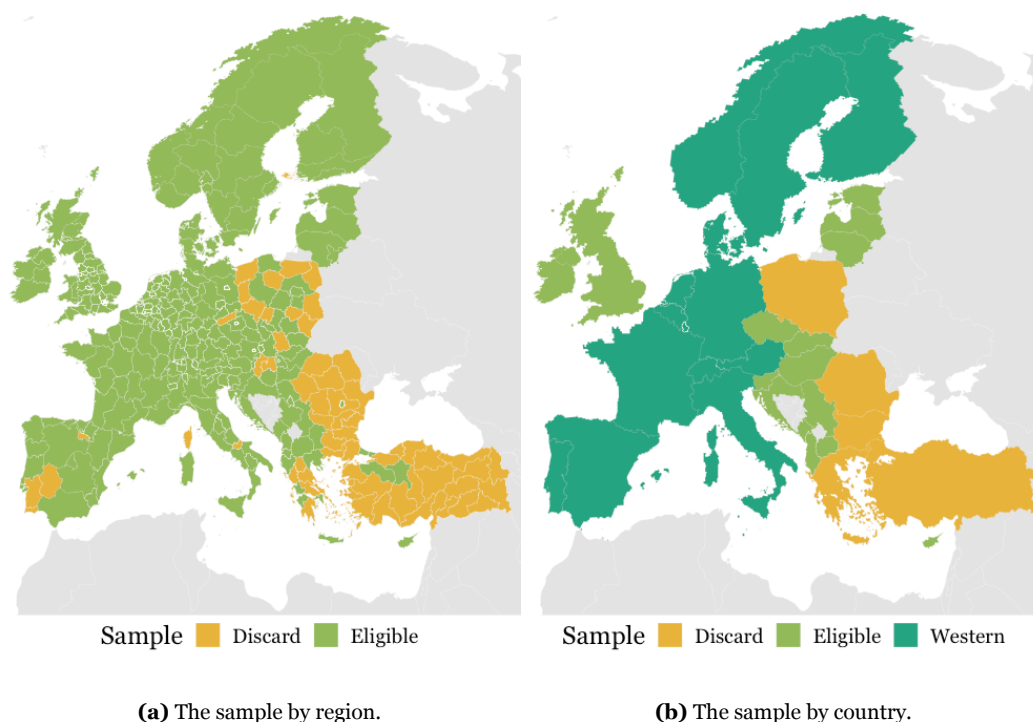 Sample Discard Eligible
Sample Discard Eligible Western
(a) The sample by region.
(b) The sample by country.